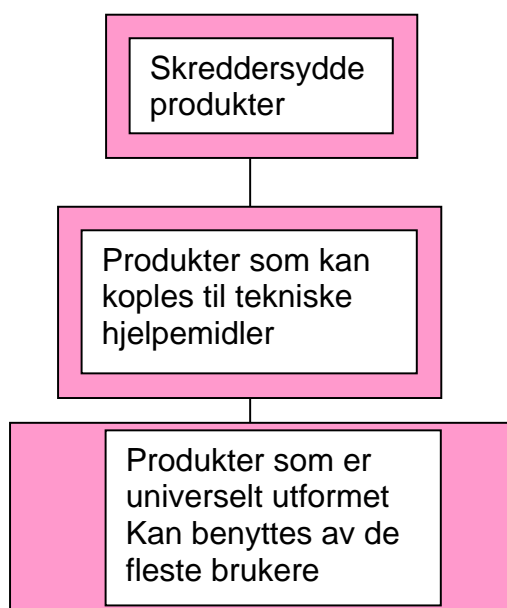 Skreddersydde
produkter
Produkter som kan
koples til tekniske
hjelpemidler
Produkter som er
universelt utformet
Kan benyttes av de
fleste brukere